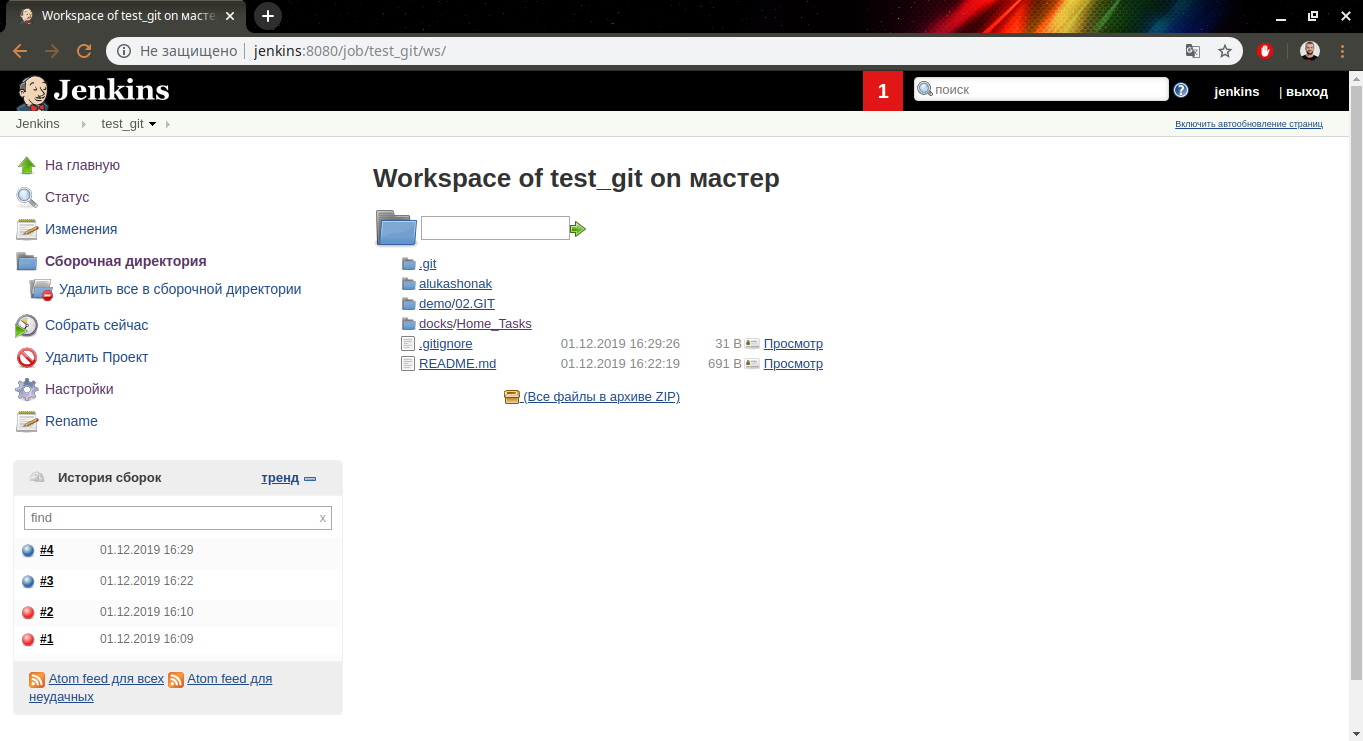 Workspace of test_git on масте
Не защищено jenkins:8080/job/test_git/ws/
Jenkins 1 поиск jenkins | выход
Jenkins test_git Включить автообновление страниц
На главную
Статус
Изменения
Сборочная директория
Удалить все в сборочной директории
Собрать сейчас
Удалить Проект
Настройки
Rename
История сборок тренд
find x
#4 01.12.2019 16:29
#3 01.12.2019 16:22
#2 01.12.2019 16:10
#1 01.12.2019 16:09
Atom feed для всех Atom feed для
неудачных
Workspace of test_git on мастер
.git
alukashonak
demo/02.GIT
docks/Home_Tasks
.gitignore 01.12.2019 16:29:26 31 B Просмотр
README.md 01.12.2019 16:22:19 691 B Просмотр
(Все файлы в архиве ZIP)